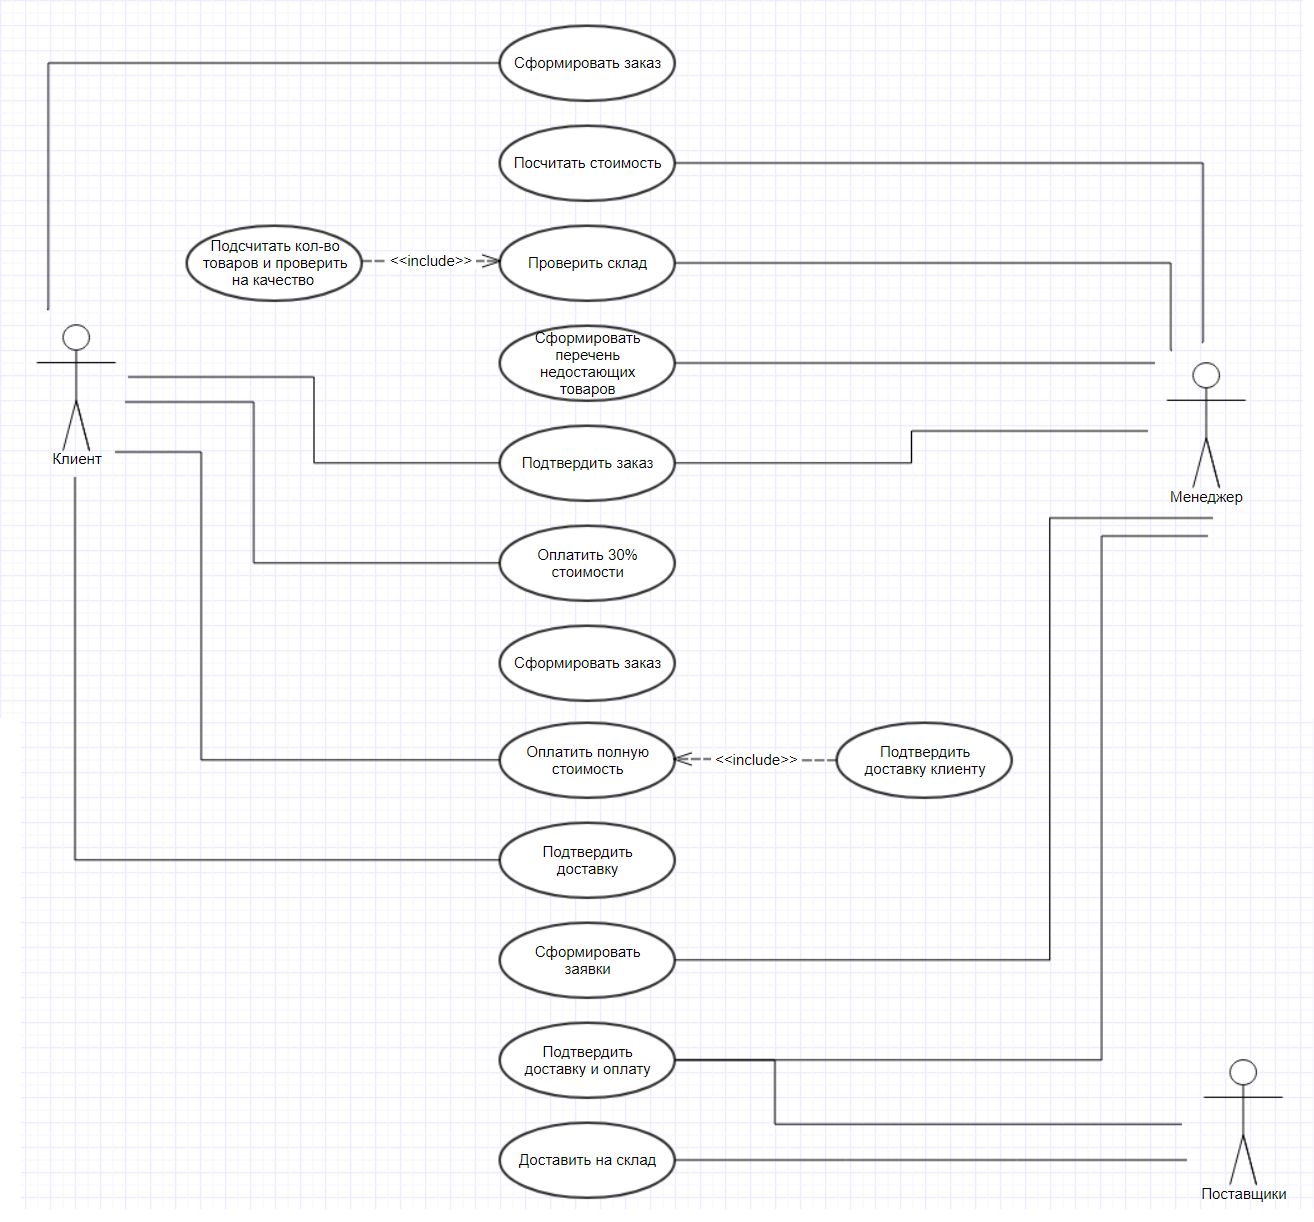 Сформировать заказ
Посчитать стоимость
Подсчитать кол-во
товаров и проверить
на качество
<<include>>
Проверить склад
Сформировать
перечень
недостающих
товаров
Клиент
Подтвердить заказ
Менеджер
Оплатить 30%
стоимости
Сформировать заказ
Оплатить полную
стоимость
<<include>>
Подтвердить
доставку клиенту
Подтвердить
доставку
Сформировать
заявки
Подтвердить
доставку и оплату
Доставить на склад
Поставщики